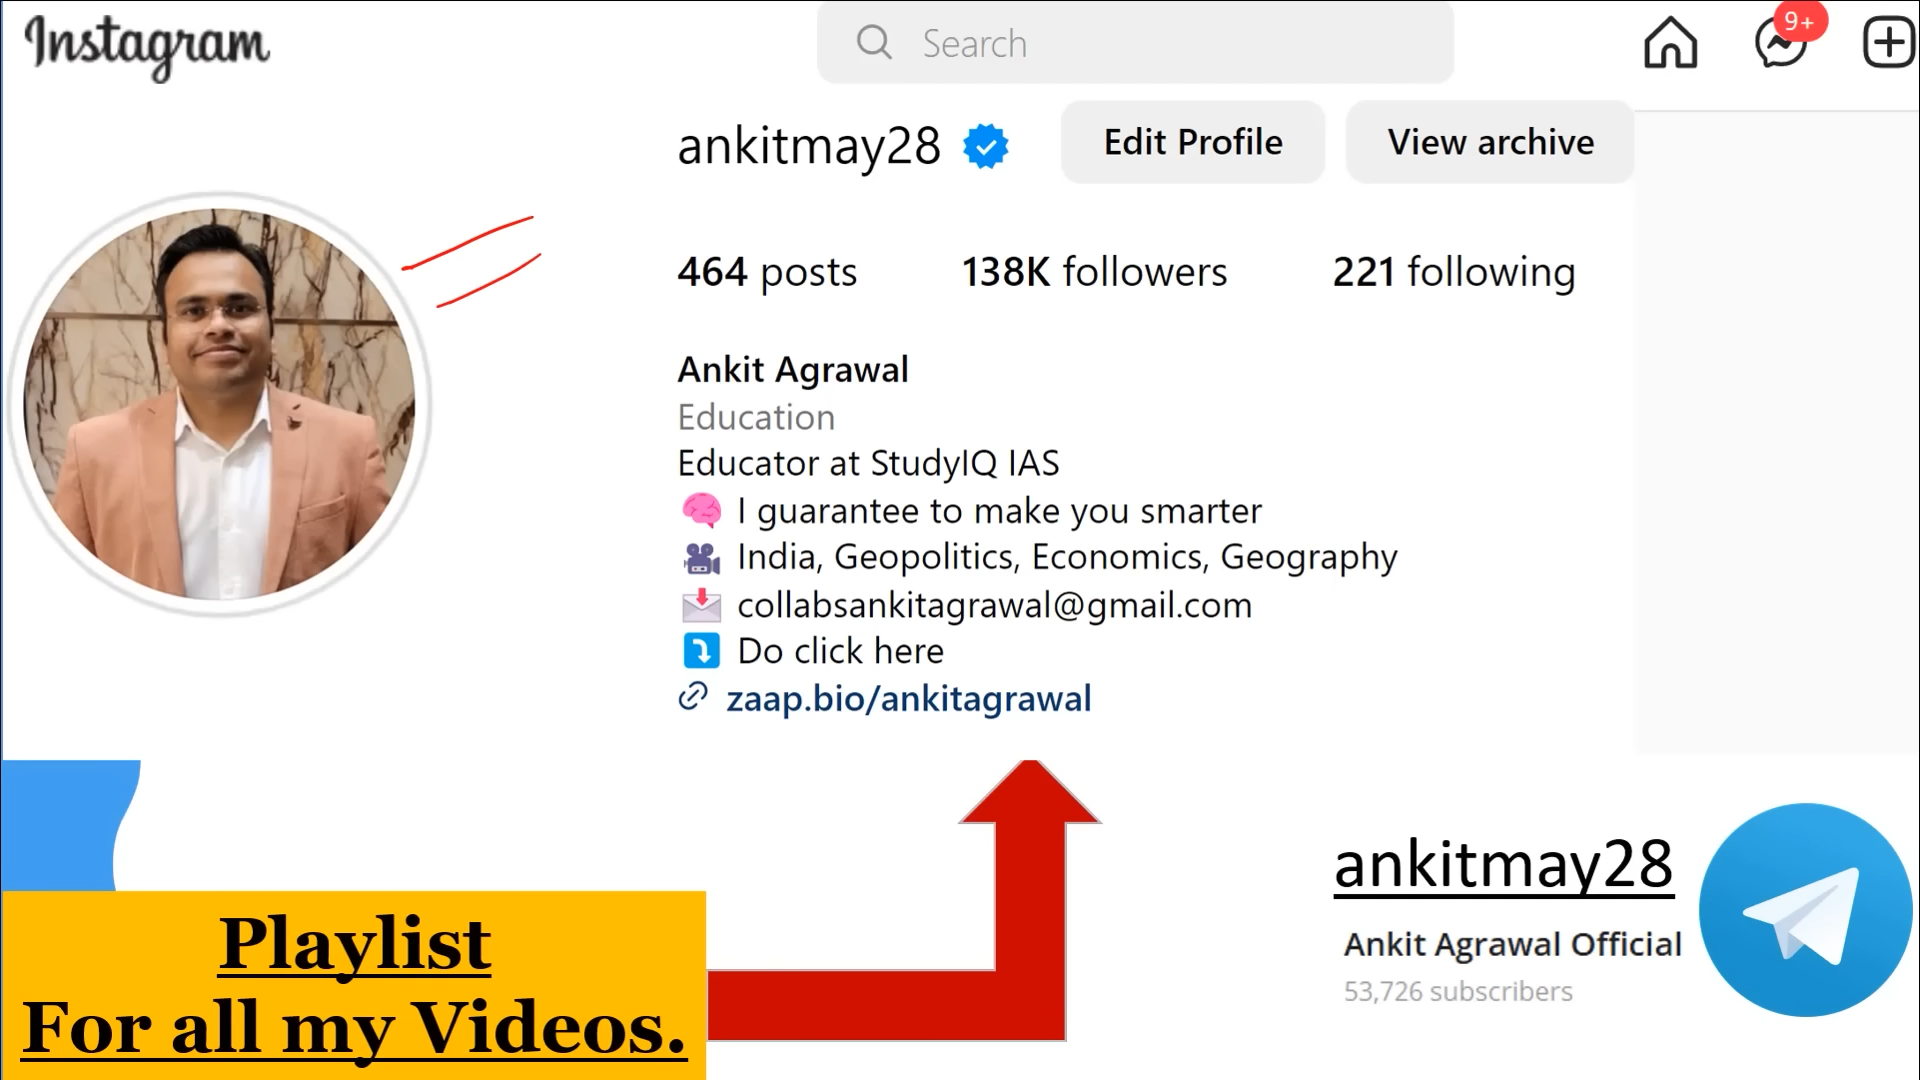 Instagram
Search
9+
ankitmay28
Edit Profile
View archive
464 posts
138K followers
221 following
Ankit Agrawal
Education
Educator at StudyIQ IAS
I guarantee to make you smarter
India, Geopolitics, Economics, Geography
collabsankitagrawal@gmail.com
Do click here
zaap.bio/ankitagrawal
ankitmay28
Ankit Agrawal Official
53,726 subscribers
Playlist
For all my Videos.